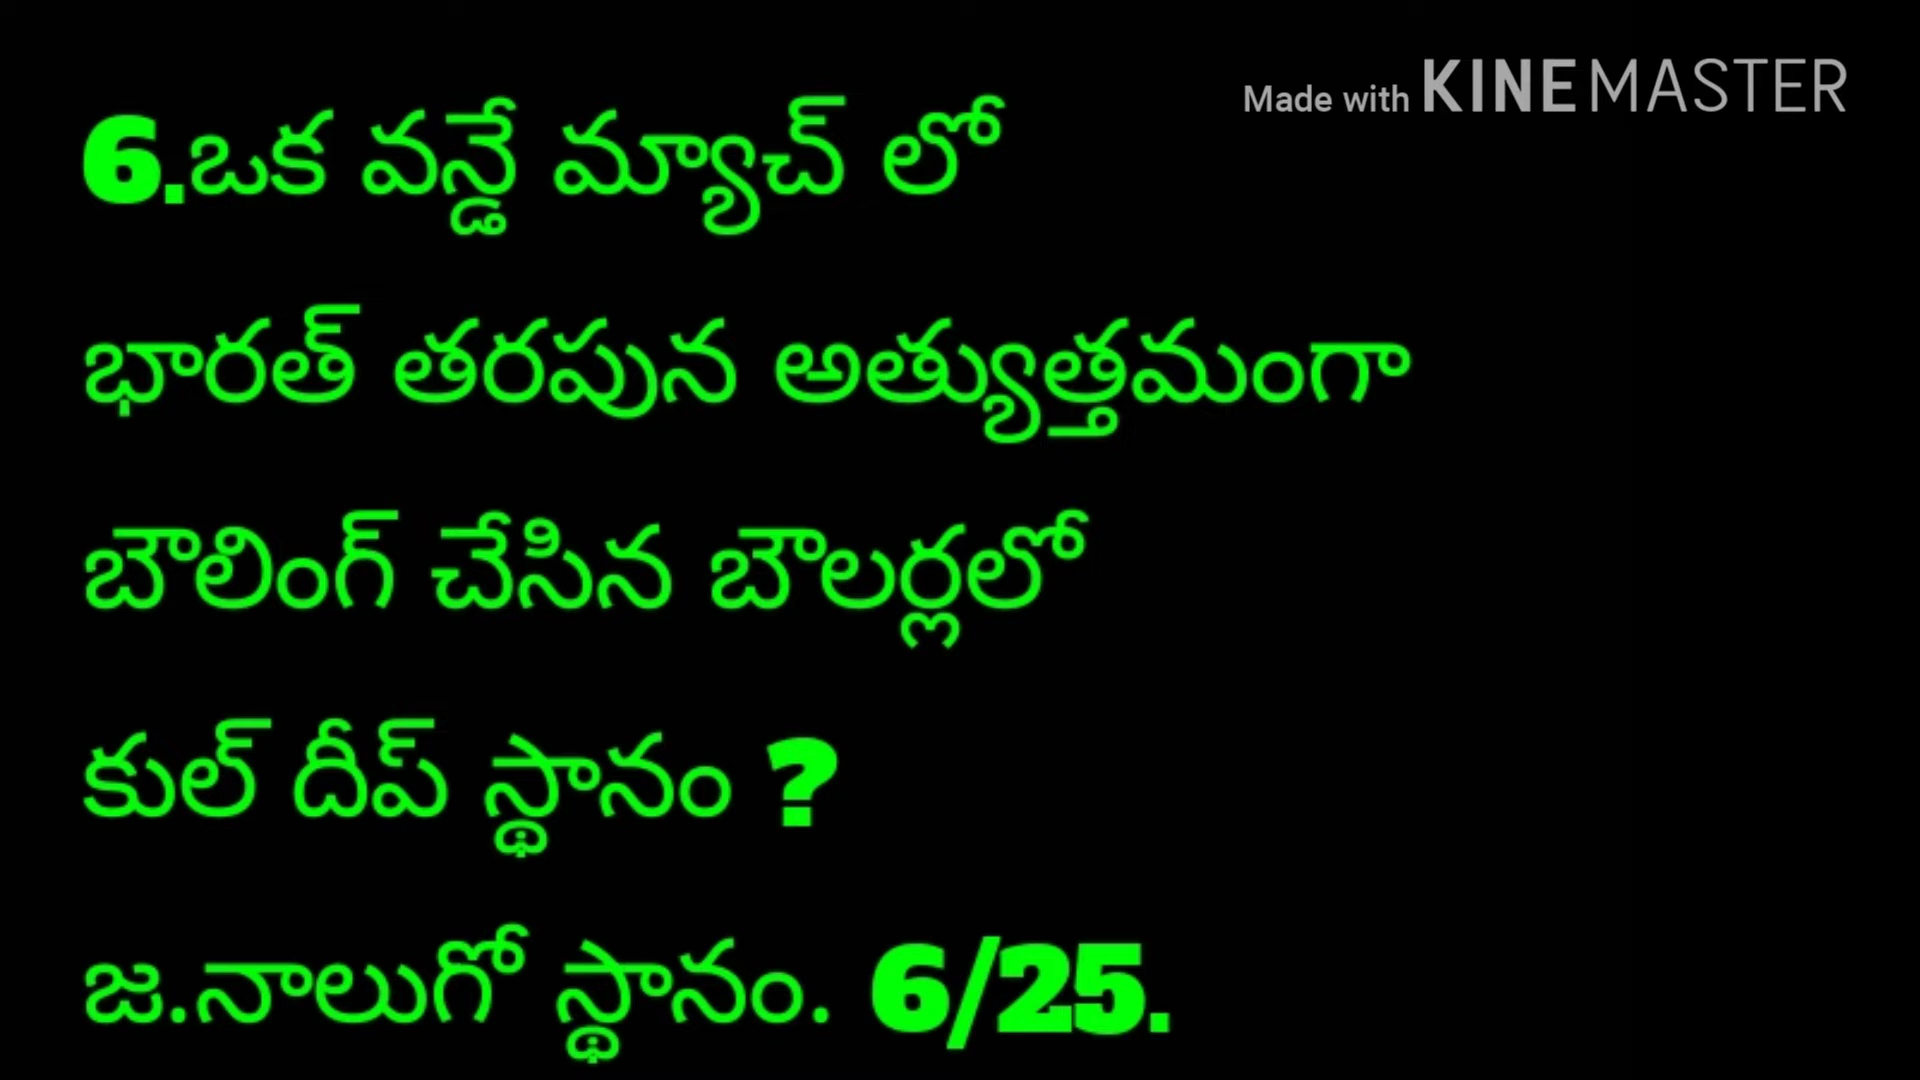 Made with KINEMASTER
6.ఒక వన్డే మ్యాచ్ లో
భారత్ తరపున అత్యుత్తమంగా
బౌలింగ్ చేసిన బౌలర్లలో
కుల్ దీప్ స్థానం ?
జ.నాలుగో స్థానం. 6/25.